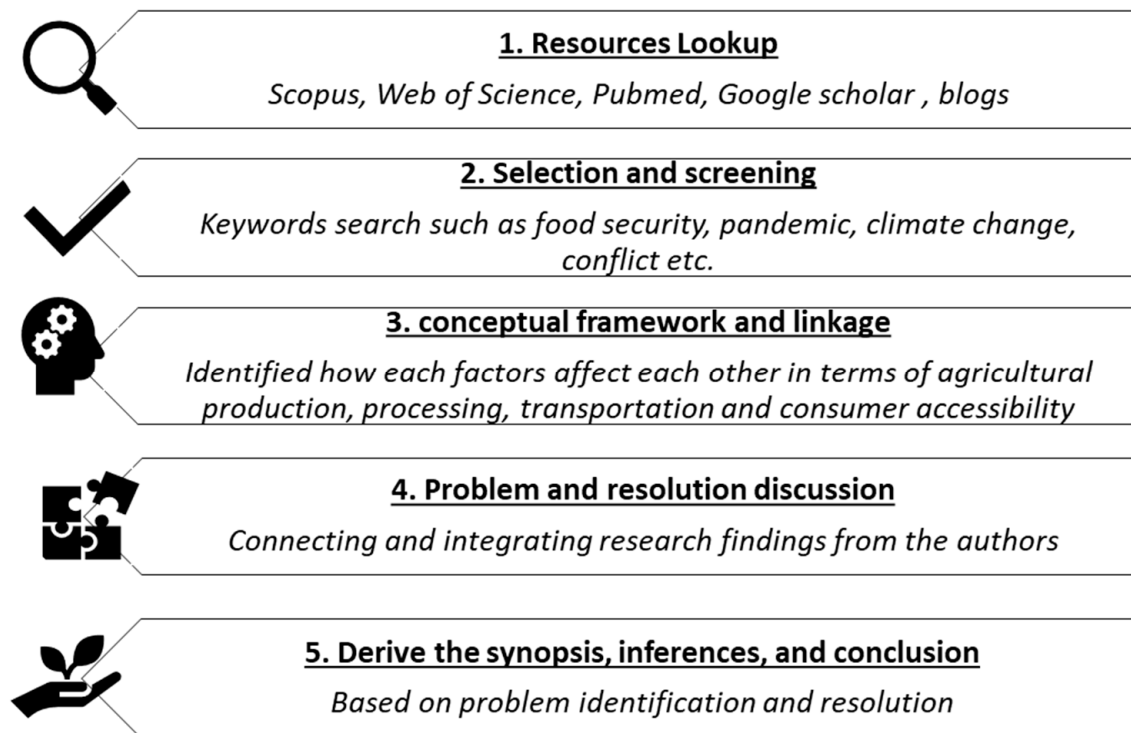 1. Resources Lookup
Scopus, Web of Science, Pubmed, Google scholar , blogs
2. Selection and screening
Keywords search such as food security, pandemic, climate change,
conflict etc.
3. conceptual framework and linkage
Identified how each factors affect each other in terms of agricultural
production, processing, transportation and consumer accessibility
4. Problem and resolution discussion
Connecting and integrating research findings from the authors
5. Derive the synopsis, inferences, and conclusion
Based on problem identification and resolution